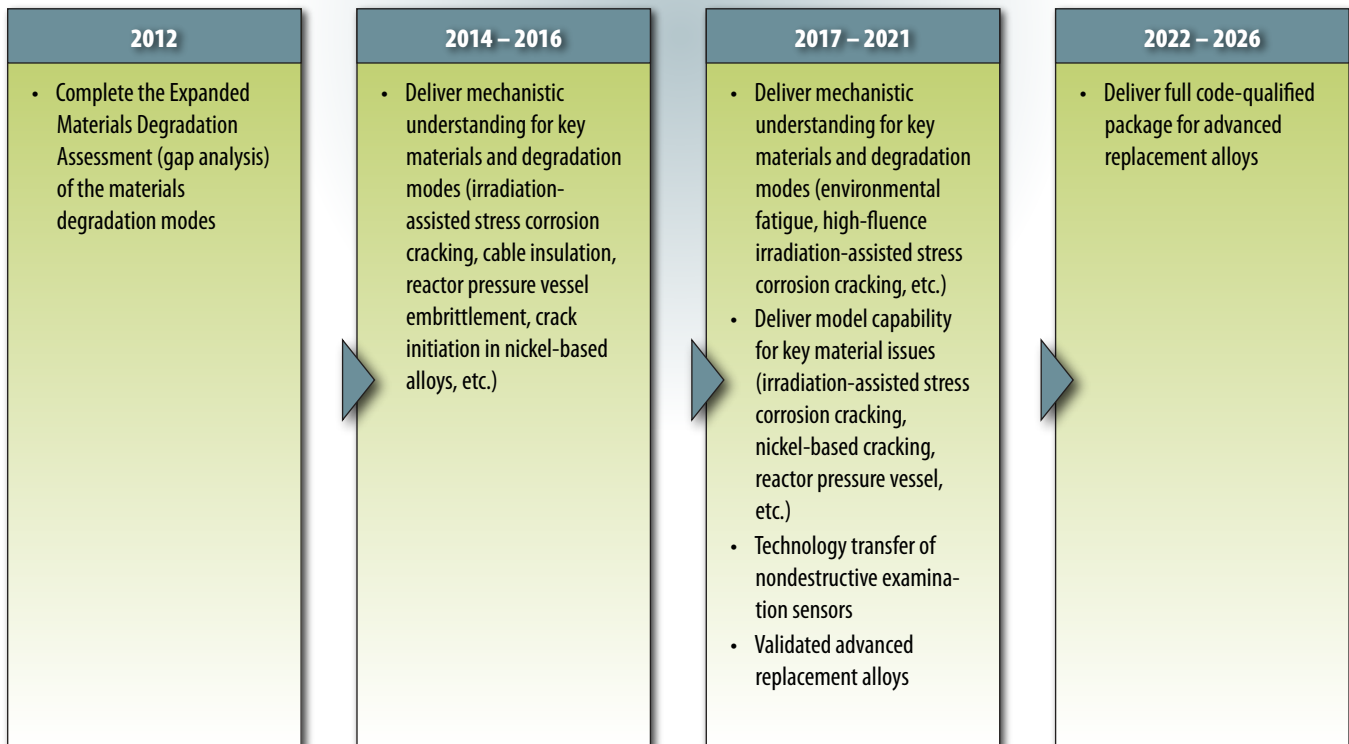 2012
• Complete the Expanded
Materials Degradation
Assessment (gap analysis)
of the materials
degradation modes
2014 – 2016
• Deliver mechanistic
understanding for key
materials and degradation
modes (irradiation-
assisted stress corrosion
cracking, cable insulation,
reactor pressure vessel
embrittlement, crack
initiation in nickel-based
alloys, etc.)
2017 – 2021
• Deliver mechanistic
understanding for key
materials and degradation
modes (environmental
fatigue, high-fluence
irradiation-assisted stress
corrosion cracking, etc.)
• Deliver model capability
for key material issues
(irradiation-assisted stress
corrosion cracking,
nickel-based cracking,
reactor pressure vessel,
etc.)
• Technology transfer of
nondestructive examina-
tion sensors
• Validated advanced
replacement alloys
2022 – 2026
• Deliver full code-qualified
package for advanced
replacement alloys